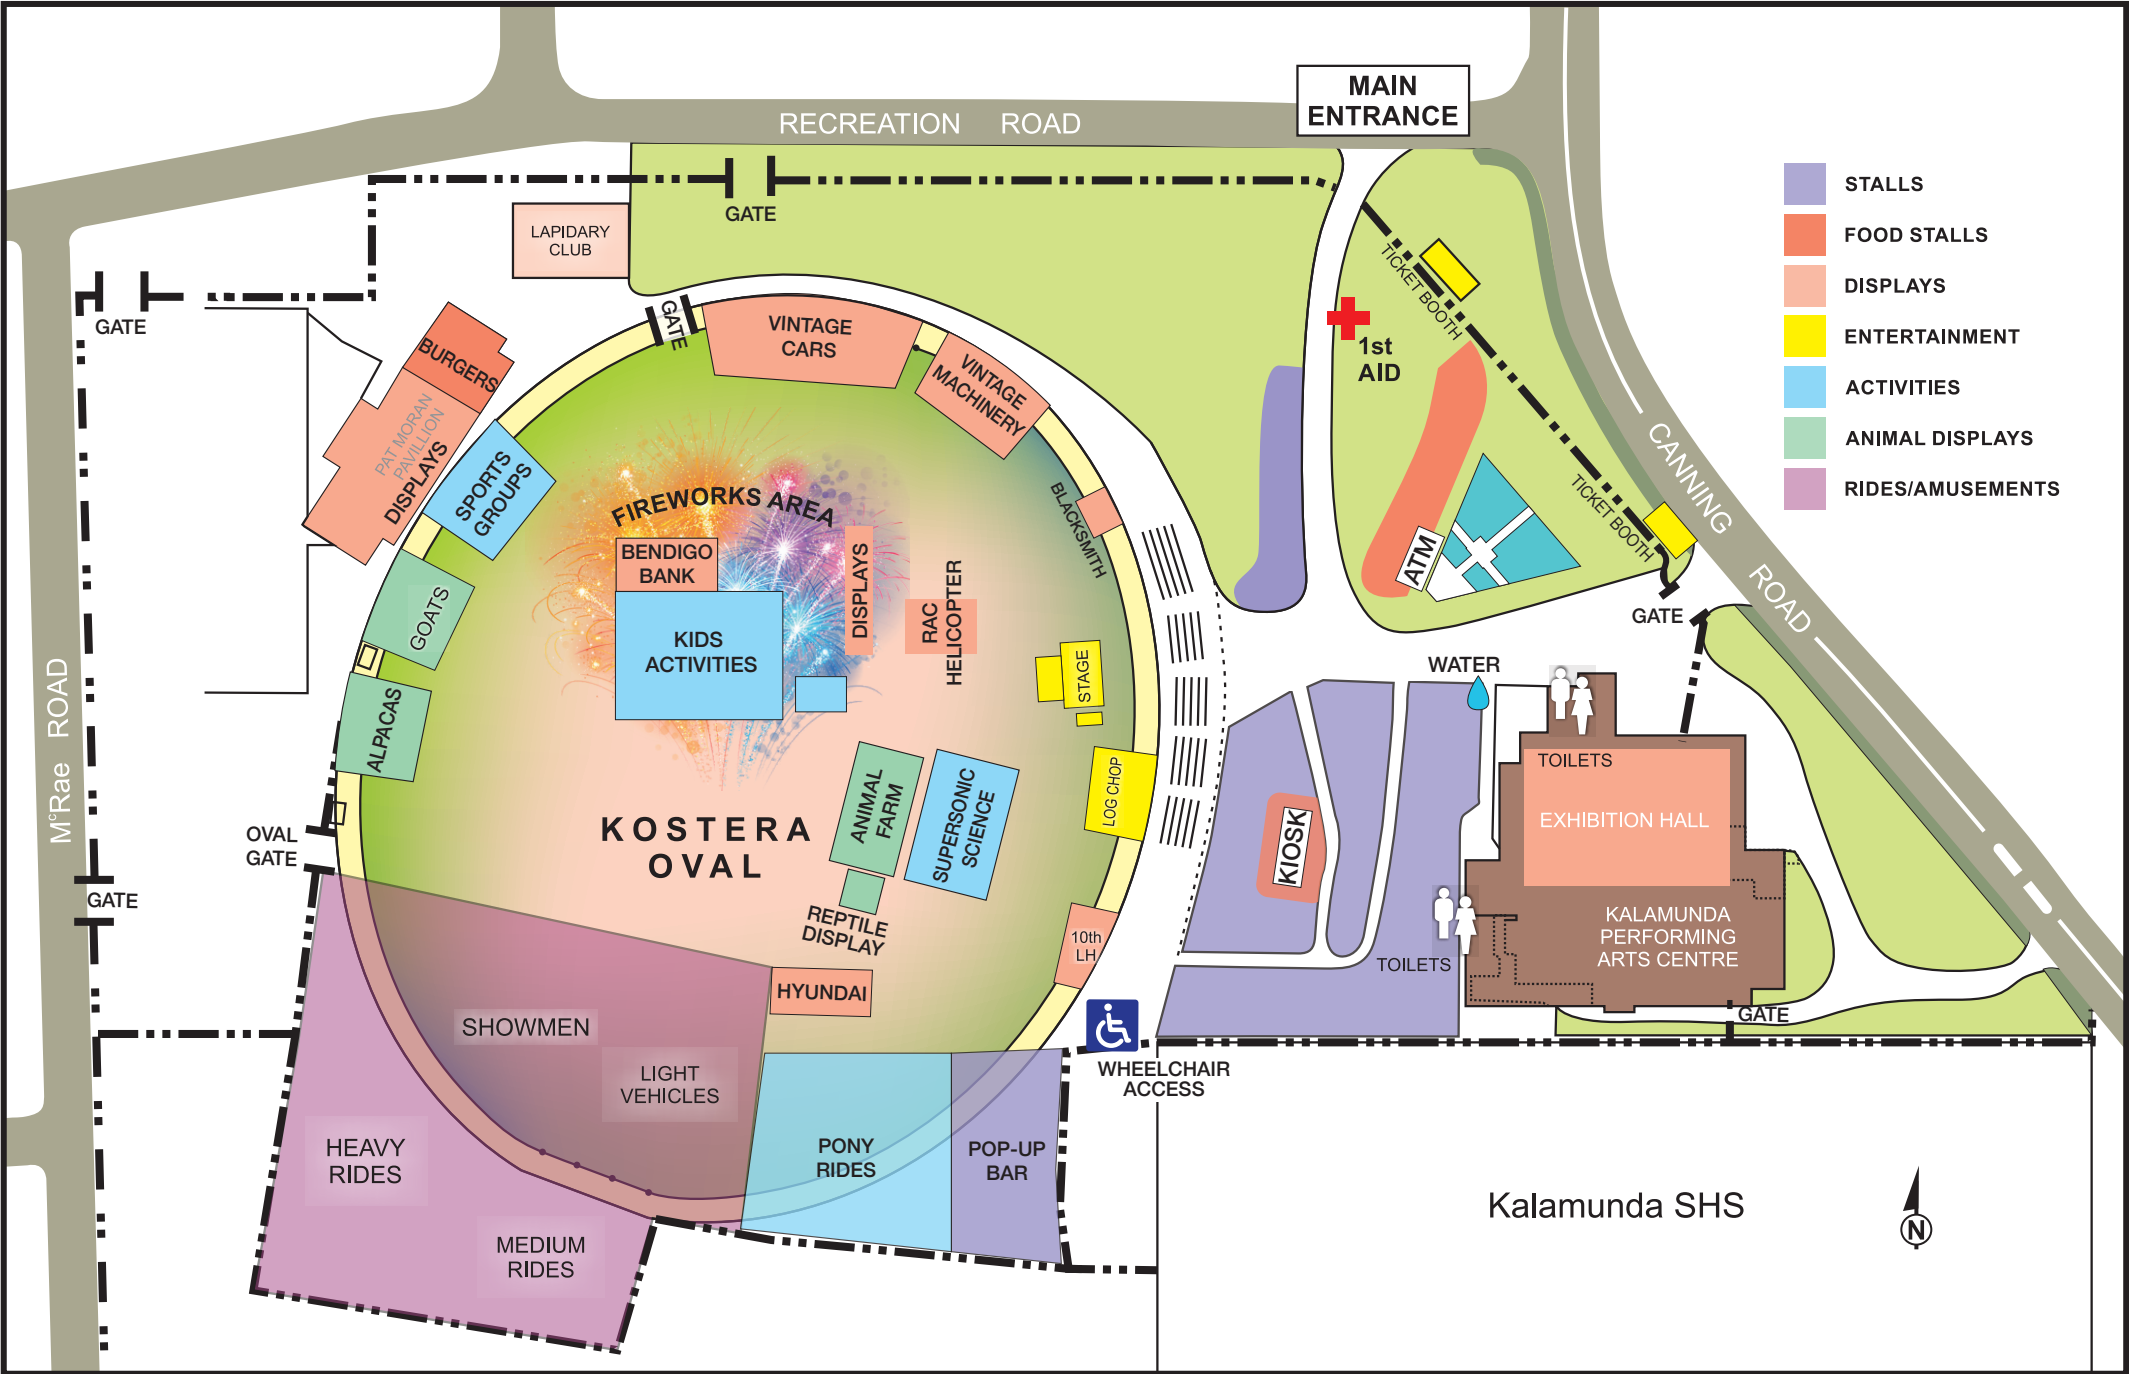 MAIN
ENTRANCE
RECREATION ROAD
STALLS
FOOD STALLS
DISPLAYS
ENTERTAINMENT
ACTIVITIES
ANIMAL DISPLAYS
RIDES/AMUSEMENTS
GATE
LAPIDARY
CLUB
TICKET BOOTH
GATE
GATE
VINTAGE
CARS
1st
AID
BURGERS
VINTAGE
MACHINERY
PAT MORAN
PAVILLION
DISPLAYS
SPORTS
GROUPS
CANNING
ROAD
TICKET BOOTH
FIREWORKS AREA
BLACKSMITH
BENDIGO
BANK
DISPLAYS
ATM
RAC
HELICOPTER
GOATS
KIDS
ACTIVITIES
GATE
STAGE
WATER
McRae ROAD
ALPACAS
TOILETS
LOG CHOP
ANIMAL
FARM
SUPERSONIC
SCIENCE
KOSTERA
OVAL
KIOSK
EXHIBITION HALL
OVAL
GATE
GATE
REPTILE
DISPLAY
10th
LH
KALAMUNDA
PERFORMING
ARTS CENTRE
TOILETS
HYUNDAI
GATE
SHOWMEN
LIGHT
VEHICLES
WHEELCHAIR
ACCESS
HEAVY
RIDES
PONY
RIDES
POP-UP
BAR
Kalamunda SHS
MEDIUM
RIDES
N